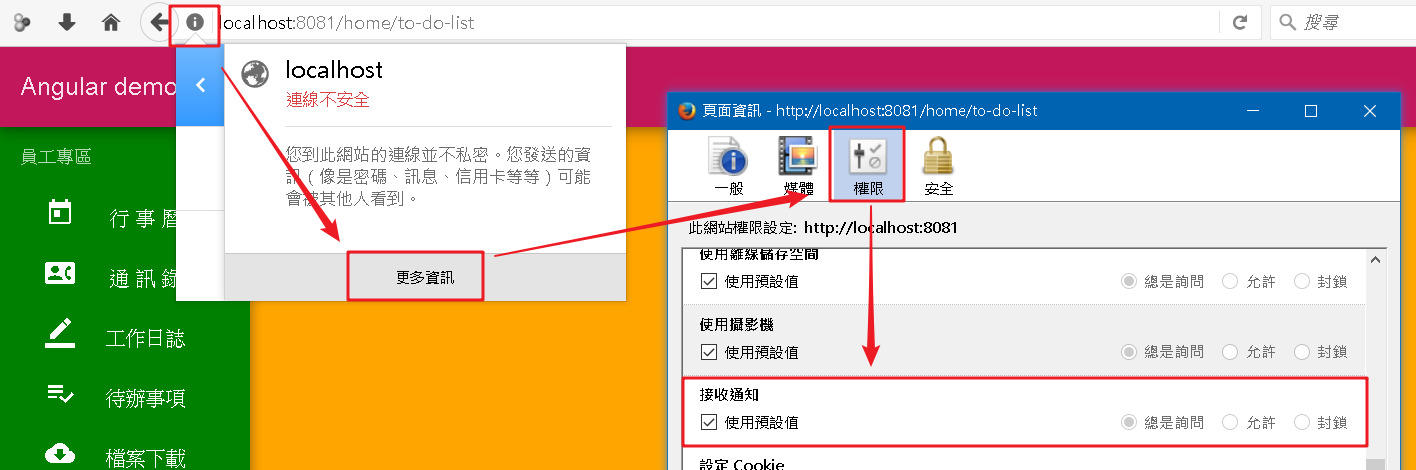 localhost:8081/home/to-do-list
搜尋
Angular demo
員工專區
行 事 曆
通 訊 錄
工作日誌
待辦事項
檔案下載
localhost
連線不安全
您到此網站的連線並不私密。您發送的資
訊（像是密碼、訊息、信用卡等等）可能
會被其他人看到。
更多資訊
頁面資訊 - http://localhost:8081/home/to-do-list
一般
媒體
權限
安全
此網站權限設定: http://localhost:8081
使用離線儲存空間
使用預設值
總是詢問 允許 封鎖
使用攝影機
使用預設值
總是詢問 允許 封鎖
接收通知
使用預設值
總是詢問 允許 封鎖
設定 Cookie